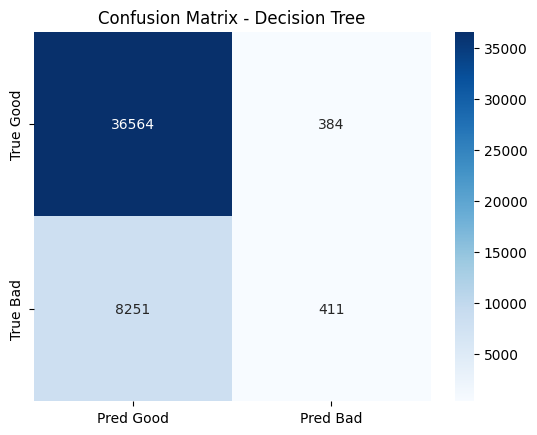 Confusion Matrix - Decision Tree
True Good
36564
384
True Bad
8251
411
Pred Good
Pred Bad
35000
30000
25000
20000
15000
10000
5000